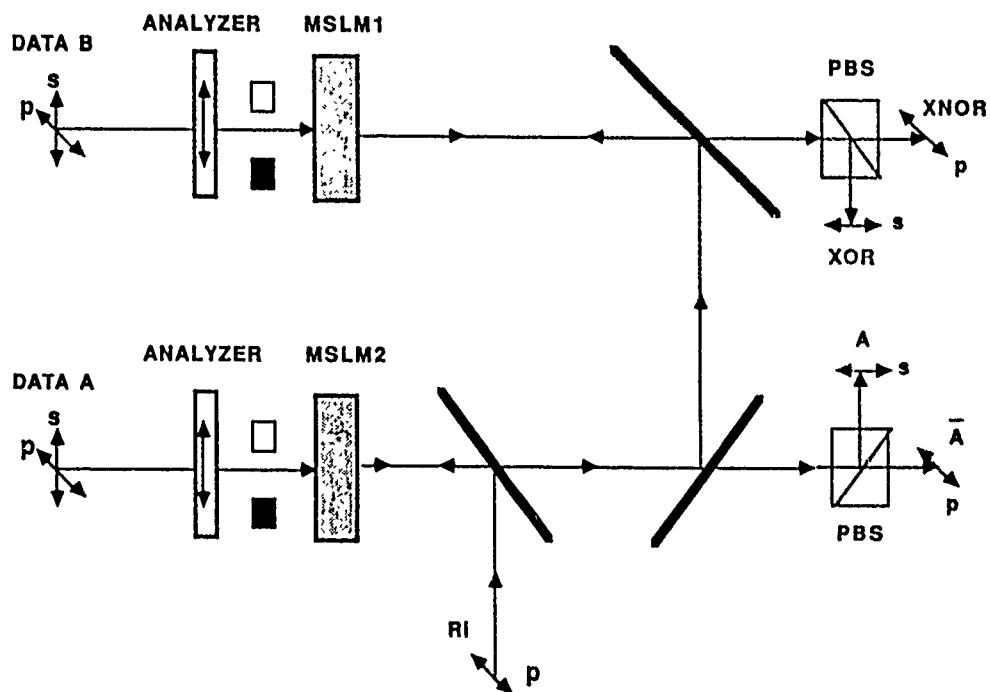 ANALYZER MSLM1
DATA B
s
p
PBS
XNOR
p
s
XOR
ANALYZER MSLM2
DATA A
s
p
A
s
A̅
p
PBS
RI
p